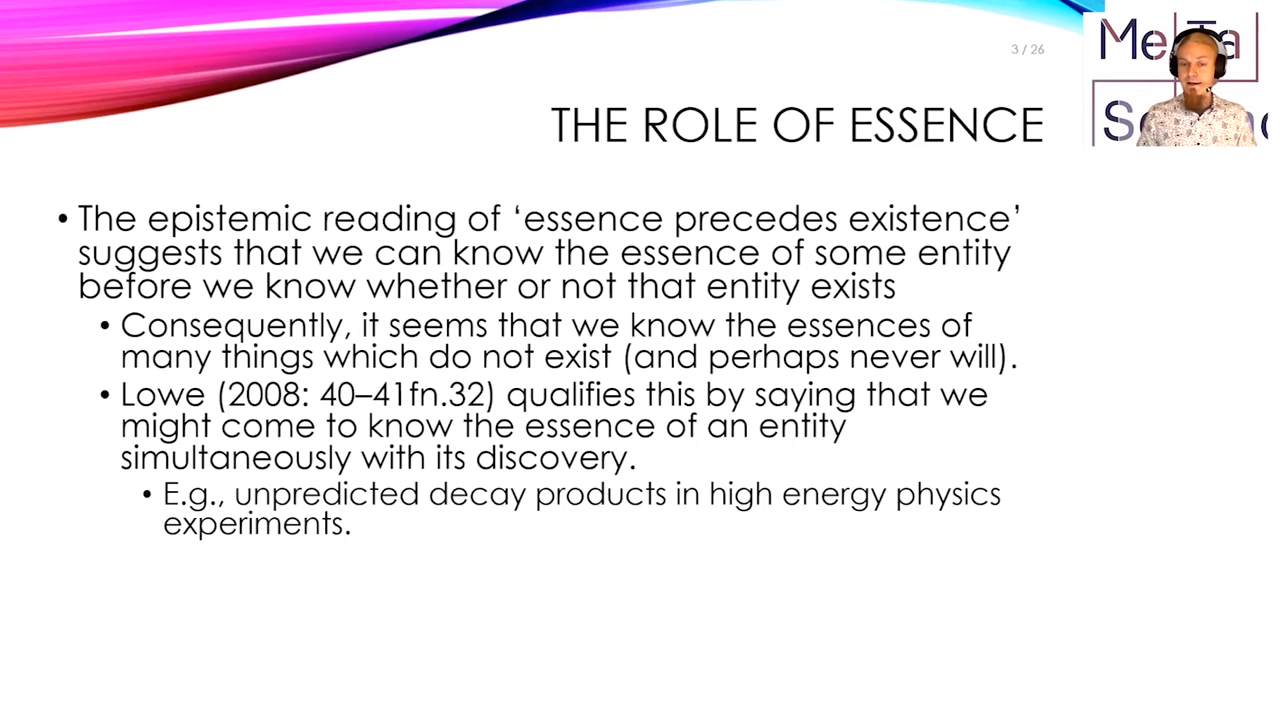 3 / 26
Me Ta
THE ROLE OF ESSENCE
• The epistemic reading of ‘essence precedes existence’
suggests that we can know the essence of some entity
before we know whether or not that entity exists
• Consequently, it seems that we know the essences of
many things which do not exist (and perhaps never will).
• Lowe (2008: 40–41fn.32) qualifies this by saying that we
might come to know the essence of an entity
simultaneously with its discovery.
• E.g., unpredicted decay products in high energy physics
experiments.